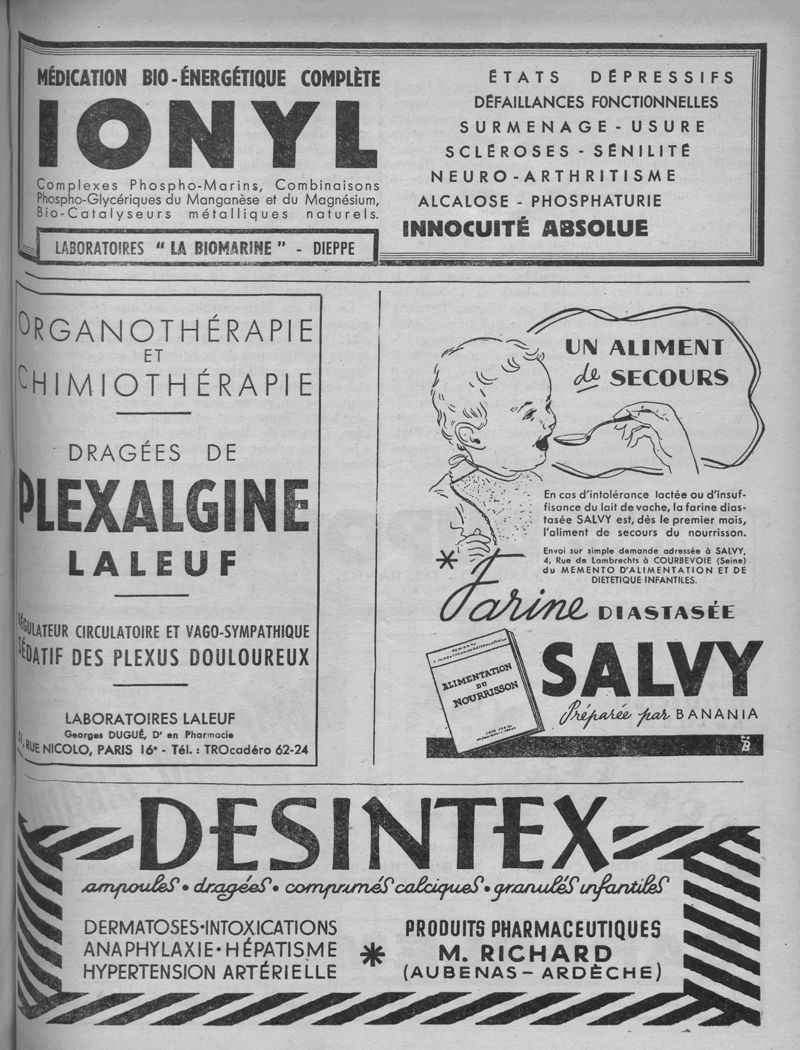 MÉDICATION BIO-ÉNERGÉTIQUE COMPLÈTE
IONYL
Complexes Phospho-Marins, Combinaisons
Phospho-Glycériques du Manganèse et du Magnésium,
Bio-Catalyseurs métalliques naturels.
LABORATOIRES "LA BIOMARINE" - DIEPPE
ÉTATS DÉPRESSIFS
DÉFAILLANCES FONCTIONNELLES
SURMENAGE - USURE
SCLÉROSES - SÉNILITÉ
NEURO-ARTHRITISME
ALCALOSE - PHOSPHATURIE
INNOCUITÉ ABSOLUE
ORGANOTHÉRAPIE
ET
CHIMIOTHÉRAPIE
DRAGÉES DE
PLEXALGINE
LALEUF
RÉGULATEUR CIRCULATOIRE ET VAGO-SYMPATHIQUE
SÉDATIF DES PLEXUS DOULOUREUX
LABORATOIRES LALEUF
Georges DUGUÉ, Dr en Pharmacie
RUE NICOLO, PARIS 16e - Tél. : TROcadéro 62-24
UN ALIMENT
de SECOURS
En cas d'intolérance lactée ou d'insuf-
fisance du lait de vache, la farine dias-
tasée SALVY est, dès le premier mois,
l'aliment de secours du nourrisson.
Envoi sur simple demande adressée à SALVY,
4, Rue de Lambrechts à COURBEVOIE (Seine)
du MEMENTO D'ALIMENTATION ET DE
DIETETIQUE INFANTILES.
* Farine DIASTASÉE
SALVY
Préparée par BANANIA
ALIMENTATION
DU
NOURRISSON
DESINTEX
ampoules • dragées • comprimés calciques • granulés infantiles
DERMATOSES•INTOXICATIONS
ANAPHYLAXIE•HÉPATISME
HYPERTENSION ARTÉRIELLE
*
PRODUITS PHARMACEUTIQUES
M. RICHARD
(AUBENAS - ARDÈCHE)